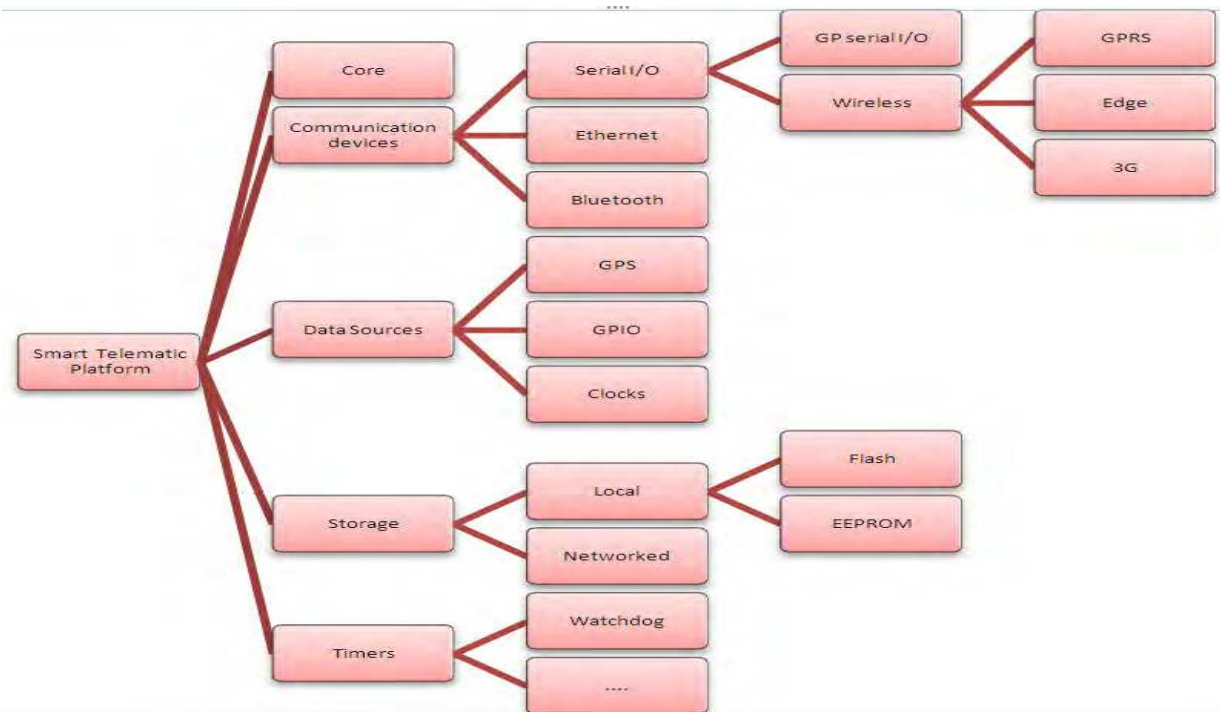 ....
Smart Telematic
Platform
Core
Communication
devices
Serial I/O
GP serial I/O
Wireless
GPRS
Edge
3G
Ethernet
Bluetooth
Data Sources
GPS
GPIO
Clocks
Storage
Local
Flash
EEPROM
Networked
Timers
Watchdog
....